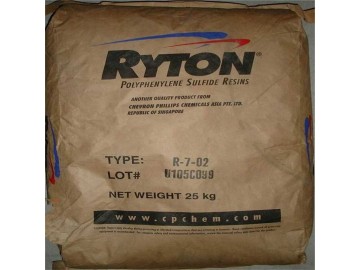 RYTON
POLYPHENYLENE SULFIDE RESINS
ANOTHER QUALITY PRODUCT FROM
CHEVRON PHILLIPS CHEMICALS ASIA PTE. LTD.
REPUBLIC OF SINGAPORE
TYPE: R-7-02
LOT#
NET WEIGHT 25 kg
www.cpchem.com